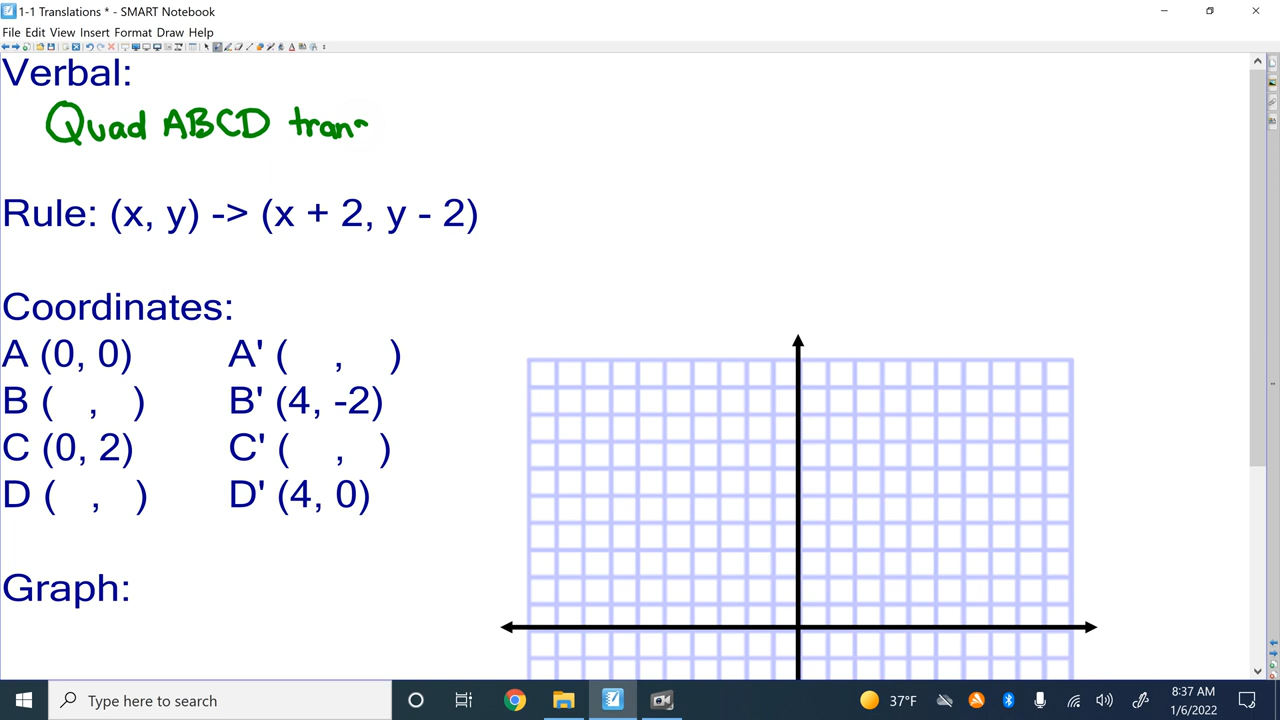 1-1 Translations * - SMART Notebook
File Edit View Insert Format Draw Help
Verbal:
Quad ABCD tran
Rule: (x, y) -> (x + 2, y - 2)
Coordinates:
A (0, 0) A' ( , )
B ( , ) B' (4, -2)
C (0, 2) C' ( , )
D ( , ) D' (4, 0)
Graph:
Type here to search
37°F
8:37 AM
1/6/2022